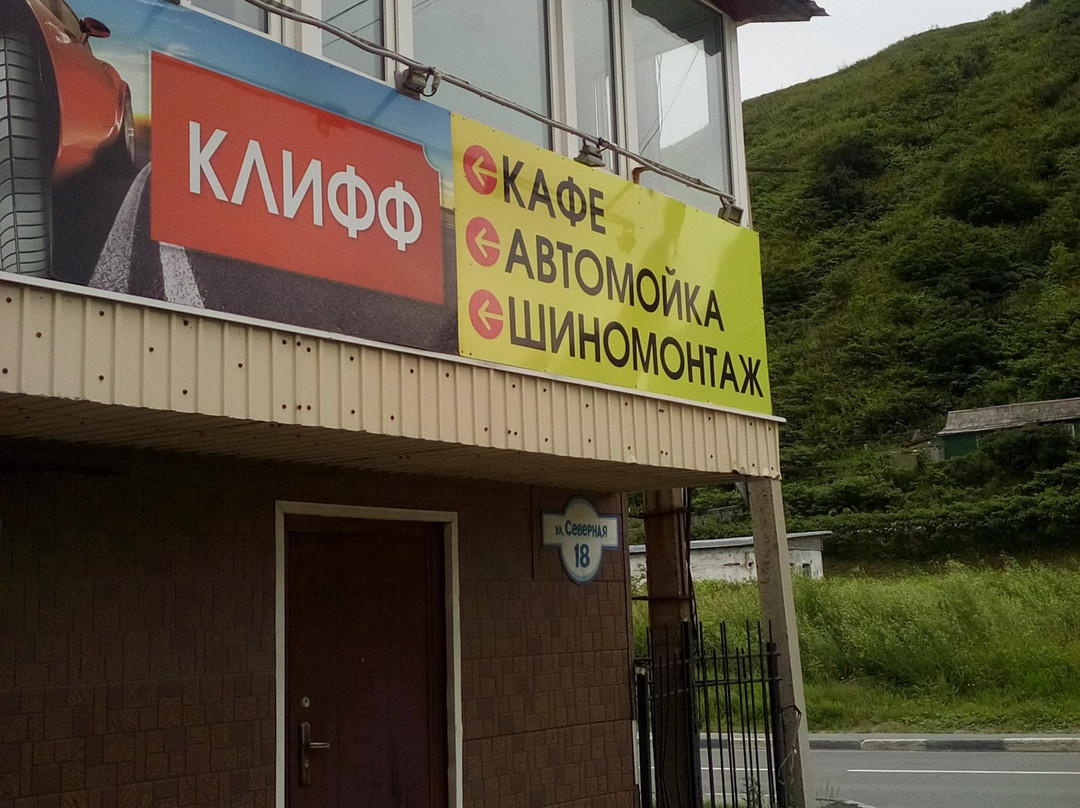 КЛИФФ
КАФЕ
АВТОМОЙКА
ШИНОМОНТАЖ
ул. Северная
18